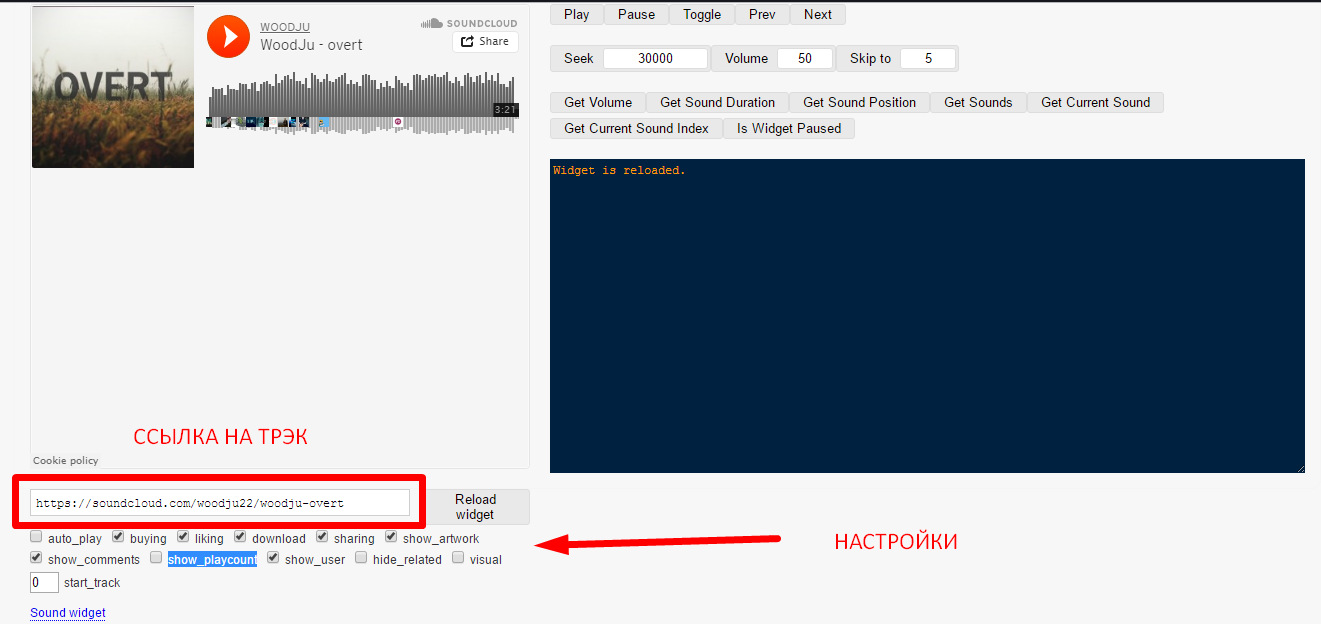 OVERT
WOODJU
WoodJu - overt
SOUNDCLOUD
Share
3:21
Cookie policy
ССЫЛКА НА ТРЭК
https://soundcloud.com/woodju22/woodju-overt
Reload
widget
auto_play buying liking download sharing show_artwork
show_comments show_playcount show_user hide_related visual
0 start_track
Sound widget
Play Pause Toggle Prev Next
Seek 30000 Volume 50 Skip to 5
Get Volume Get Sound Duration Get Sound Position Get Sounds Get Current Sound
Get Current Sound Index Is Widget Paused
Widget is reloaded.
НАСТРОЙКИ